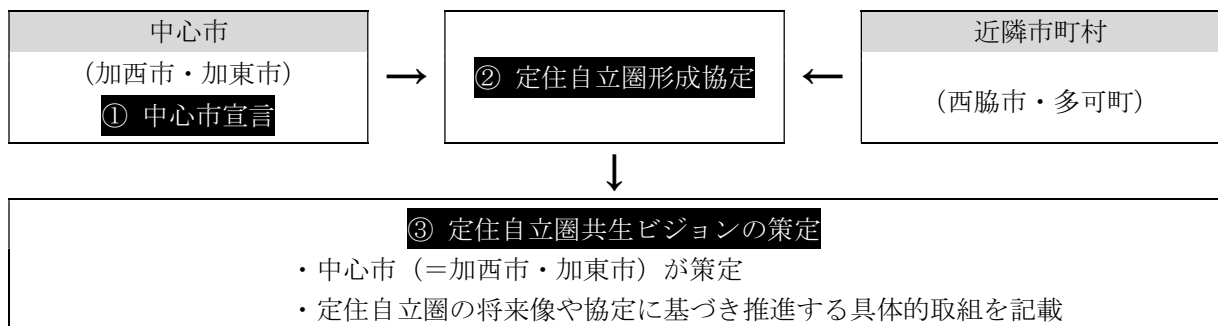 中心市
（加西市・加東市）
① 中心市宣言
→
② 定住自立圏形成協定
←
近隣市町村
（西脇市・多可町）
↓
③ 定住自立圏共生ビジョンの策定
・中心市（＝加西市・加東市）が策定
・定住自立圏の将来像や協定に基づき推進する具体的取組を記載